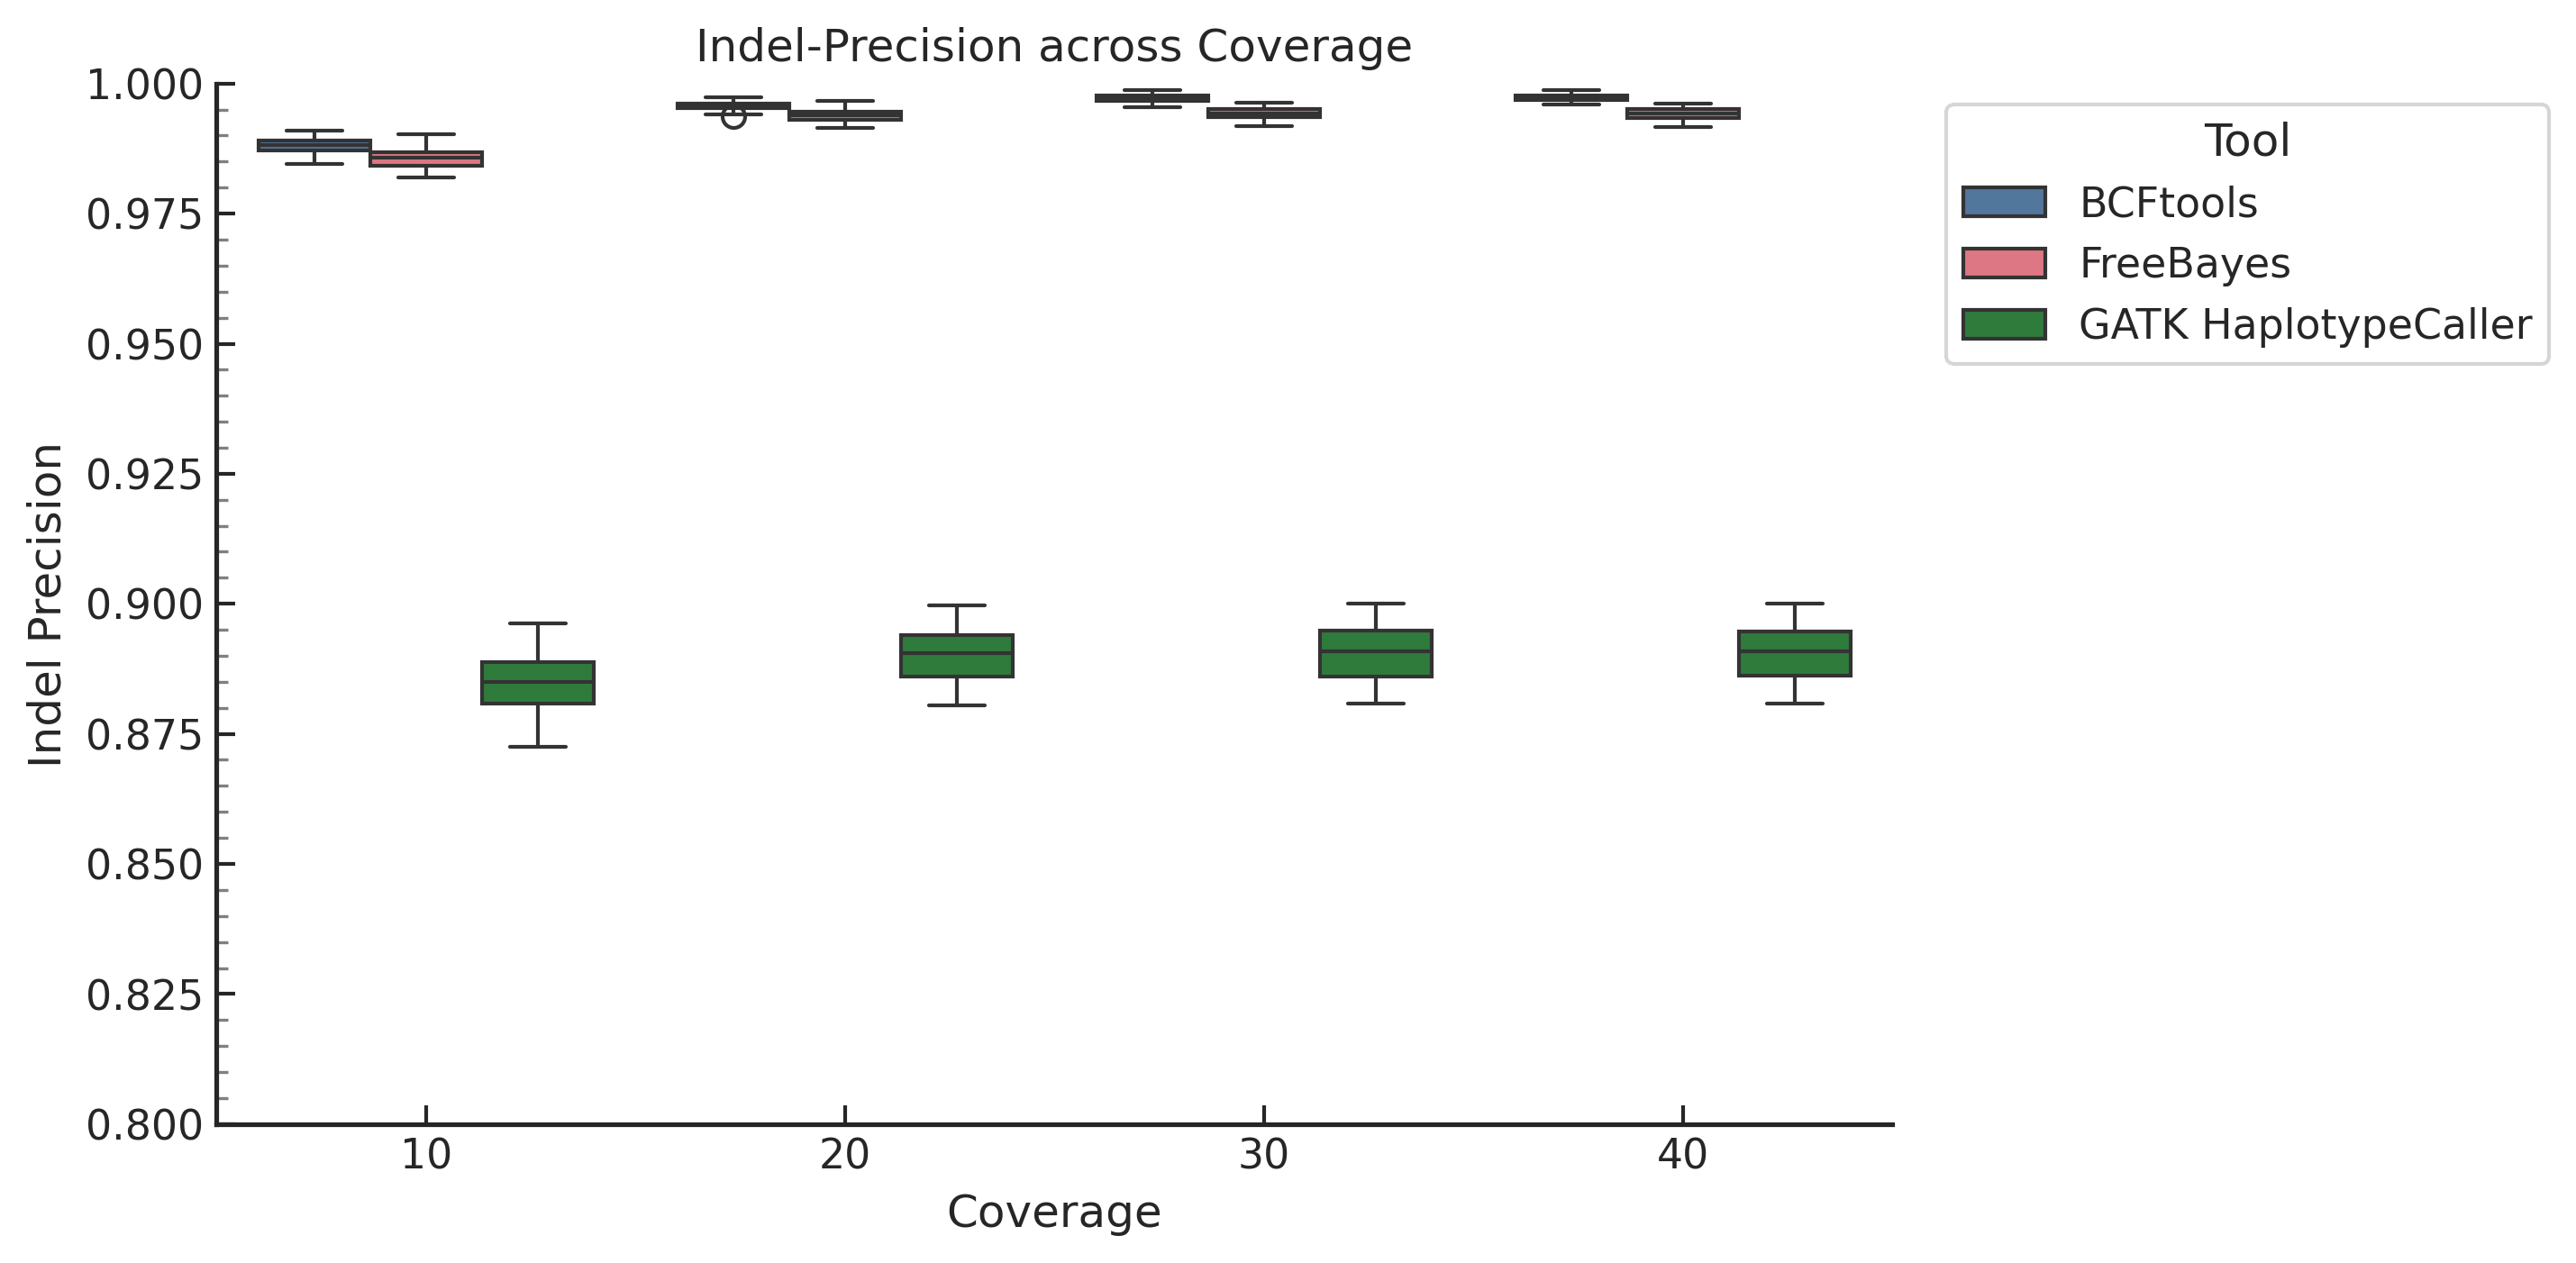 Indel-Precision across Coverage
1.000
0.975
0.950
0.925
0.900
0.875
0.850
0.825
0.800
Indel Precision
10
20
30
40
Coverage
Tool
BCFtools
FreeBayes
GATK HaplotypeCaller